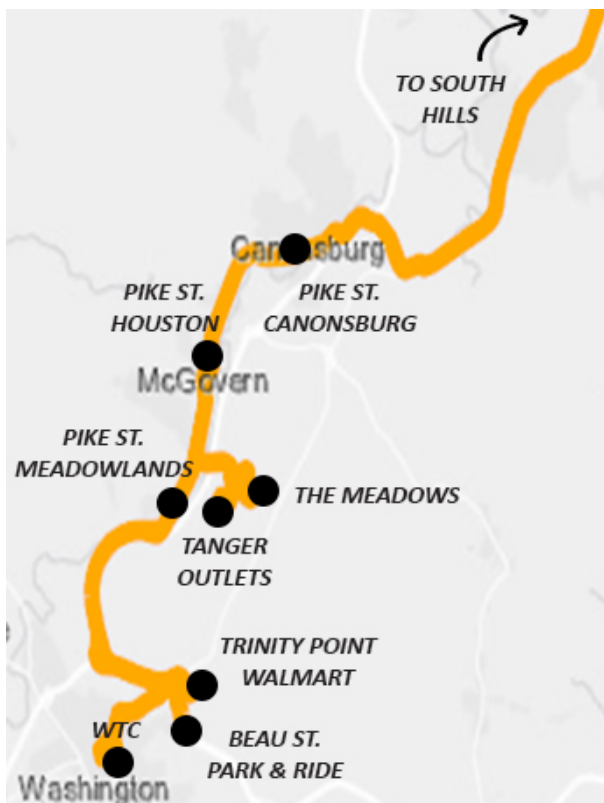 TO SOUTH
HILLS
Canonsburg
PIKE ST.
HOUSTON
PIKE ST.
CANONSBURG
McGovern
PIKE ST.
MEADOWLANDS
THE MEADOWS
TANGER
OUTLETS
TRINITY POINT
WALMART
WTC
BEAU ST.
PARK & RIDE
Washington